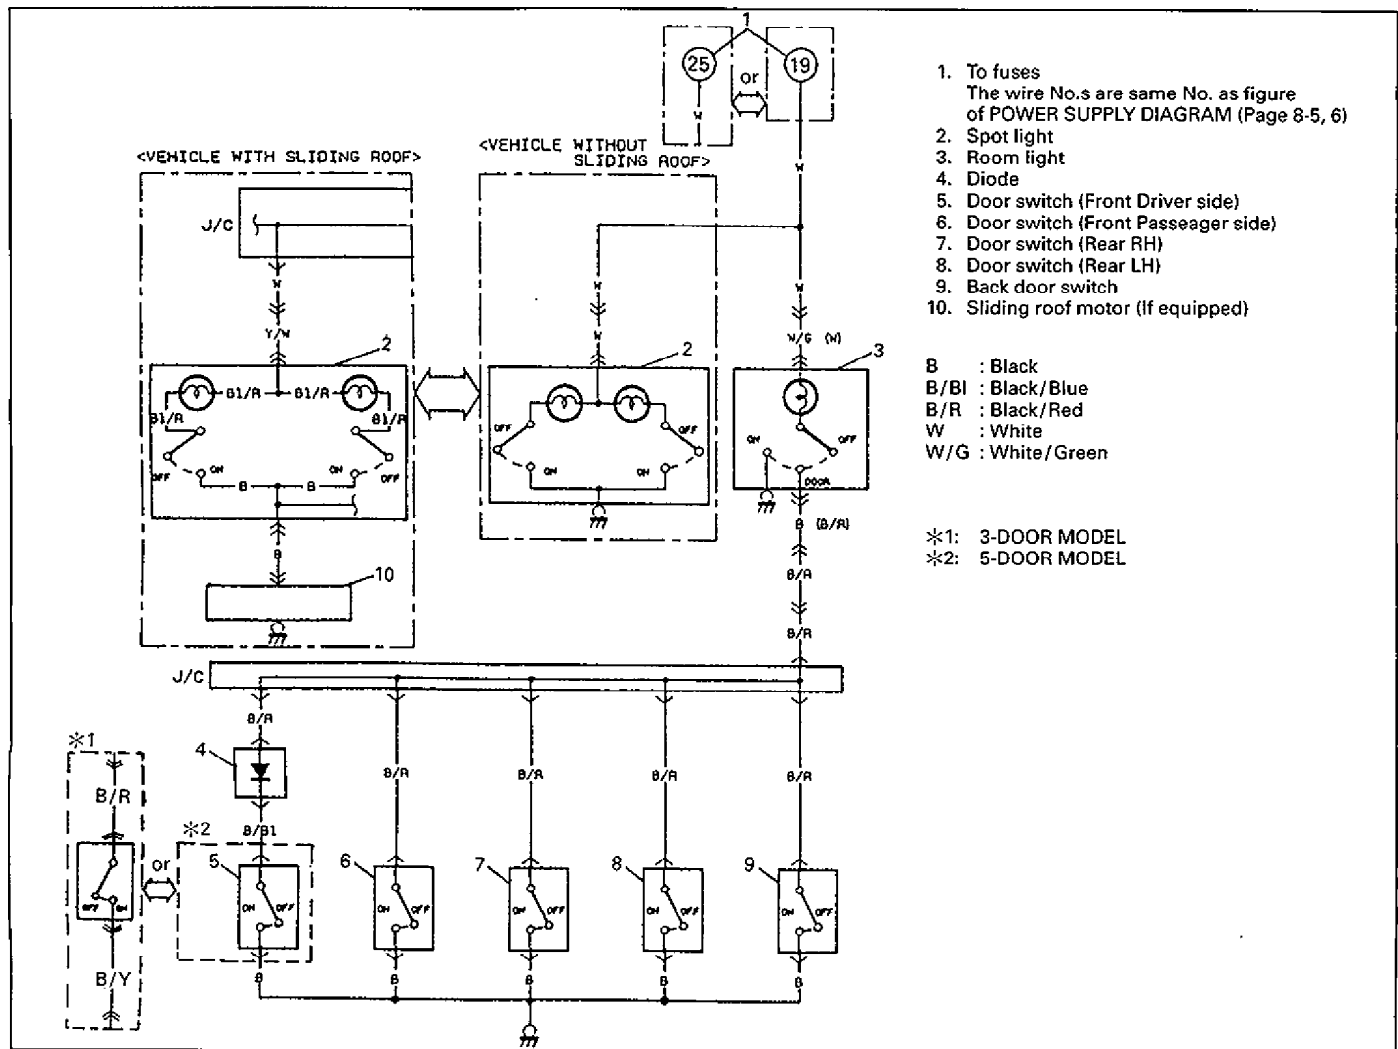 1
25
or
19
W
W
<VEHICLE WITH SLIDING ROOF>
<VEHICLE WITHOUT
SLIDING ROOF>
J/C
W
W
W
Y/W
W
W/G (W)
2
2
3
Bl/R
Bl/R
Bl/R
Bl/R
OFF
OFF
ON
ON
B
B
OFF
OFF
ON
ON
ON
OFF
DOOR
B
B (B/R)
B/R
10
B/R
J/C
B/R
4
B/R
B/R
B/R
B/R
*1
B/R
*2
B/Bl
or
5
6
7
8
9
OFF
ON
ON
OFF
ON
OFF
ON
OFF
ON
OFF
ON
OFF
B/Y
B
B
B
B
B
1. To fuses
The wire No.s are same No. as figure
of POWER SUPPLY DIAGRAM (Page 8-5, 6)
2. Spot light
3. Room light
4. Diode
5. Door switch (Front Driver side)
6. Door switch (Front Passeager side)
7. Door switch (Rear RH)
8. Door switch (Rear LH)
9. Back door switch
10. Sliding roof motor (If equipped)
B : Black
B/Bl : Black/Blue
B/R : Black/Red
W : White
W/G : White/Green
*1: 3-DOOR MODEL
*2: 5-DOOR MODEL